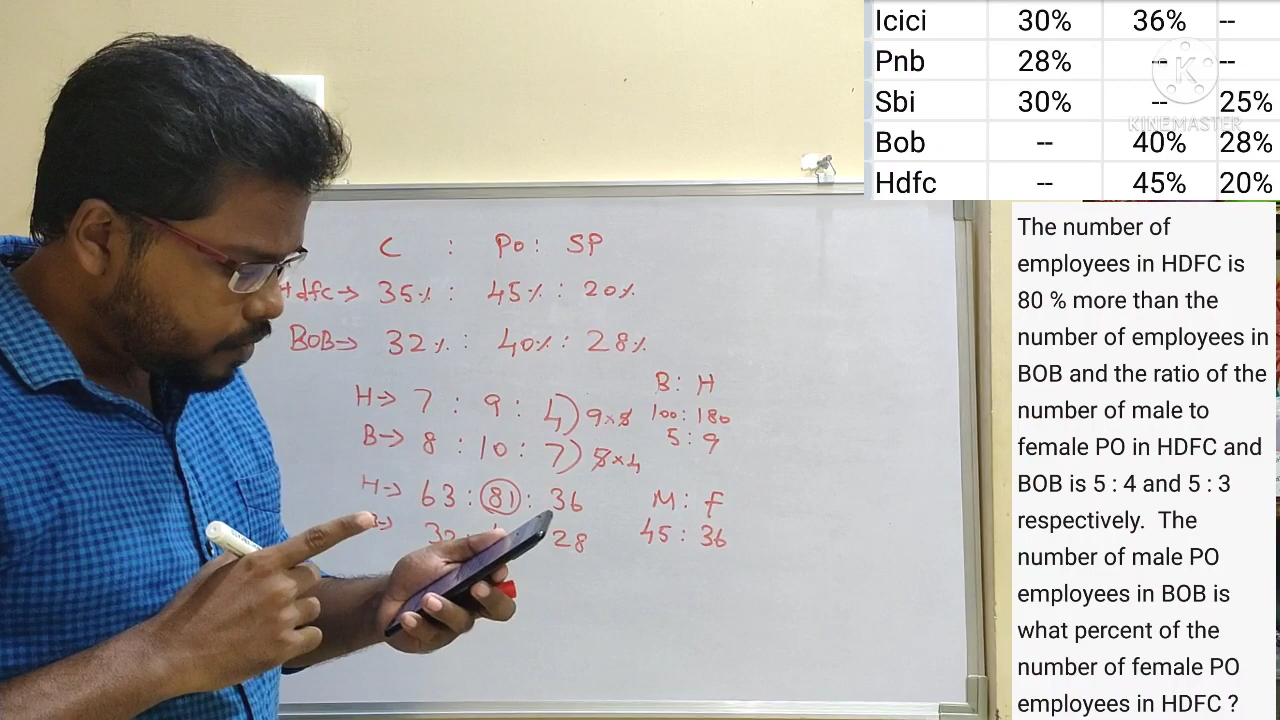 Icici 30% 36% --
Pnb 28% -- --
Sbi 30% -- 25%
Bob -- 40% 28%
Hdfc -- 45% 20%
K
KINEMASTER
The number of
employees in HDFC is
80 % more than the
number of employees in
BOB and the ratio of the
number of male to
female PO in HDFC and
BOB is 5 : 4 and 5 : 3
respectively. The
number of male PO
employees in BOB is
what percent of the
number of female PO
employees in HDFC ?
C : Po : SP
Hdfc→ 35% : 45% : 20%
BOB→ 32% : 40% : 28%
B : H
H→ 7 : 9 : 4) 9×
100 : 180
B→ 8 : 10 : 7) ×4
5 : 9
H→ 63 : 81 : 36
M : f
28
45 : 36